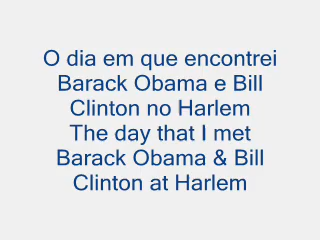 O dia em que encontrei
Barack Obama e Bill
Clinton no Harlem
The day that I met
Barack Obama & Bill
Clinton at Harlem